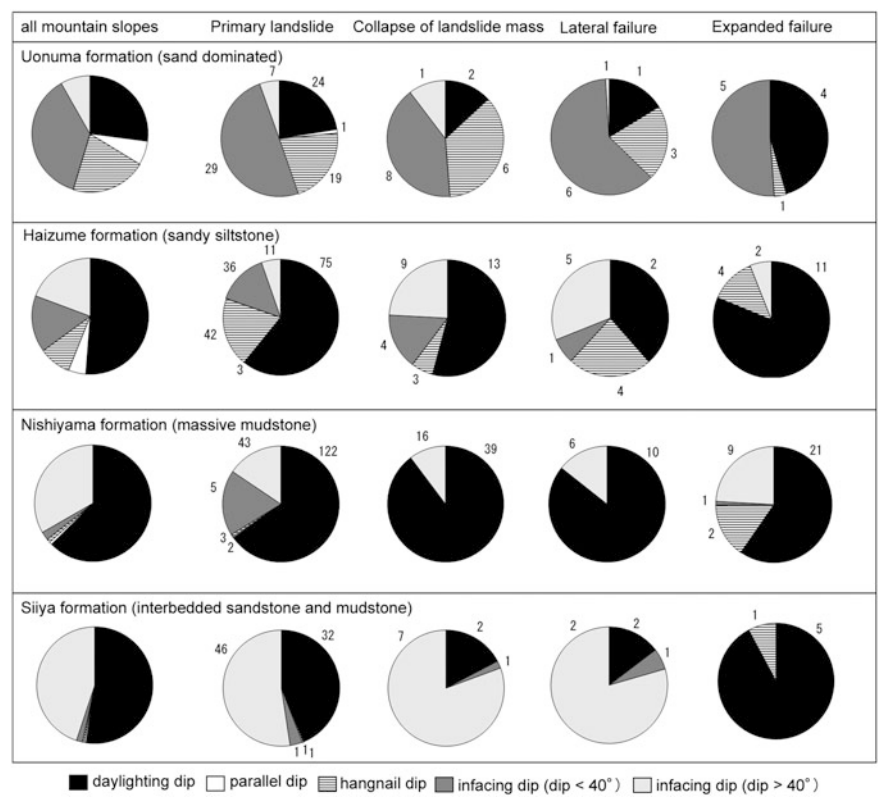 all mountain slopes Primary landslide Collapse of landslide mass Lateral failure Expanded failure
Uonuma formation (sand dominated)
7 24 1 19 29
1 2 6 8
1 1 3 6
5 4 1
Haizume formation (sandy siltstone)
36 11 75 42 3
9 13 4 3
5 2 1 4
4 2 11
Nishiyama formation (massive mudstone)
43 122 5 3 2
16 39
6 10
9 21 1 2
Siiya formation (interbedded sandstone and mudstone)
46 32 1 1 1
7 2 1
2 2 1
1 5
daylighting dip parallel dip hangnail dip infacing dip (dip < 40°) infacing dip (dip > 40°)